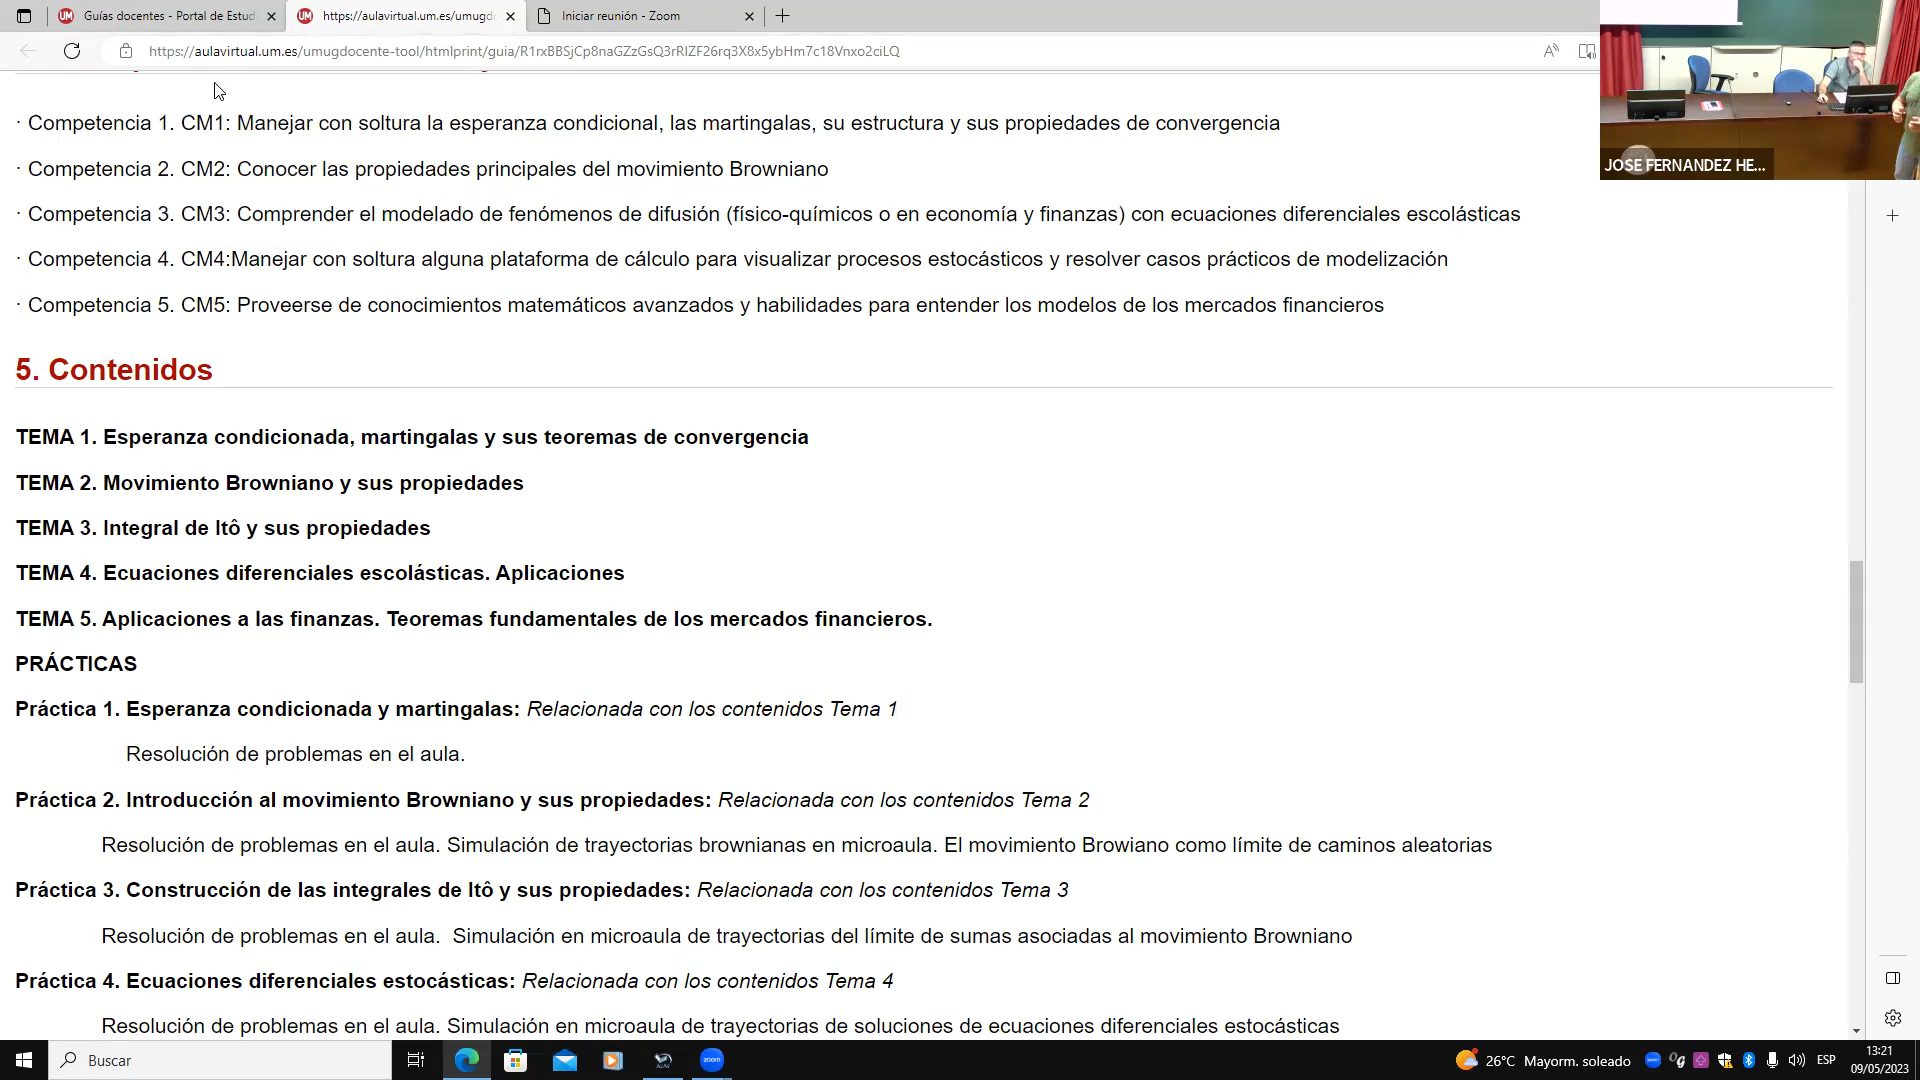 Guías docentes - Portal de Estud
https://aulavirtual.um.es/umugdo
Iniciar reunión - Zoom
https://aulavirtual.um.es/umugdocente-tool/htmlprint/guia/R1rxBBSjCp8naGZzGsQ3rRIZF26rq3X8x5ybHm7c18Vnxo2ciLQ
JOSE FERNANDEZ HE...
· Competencia 1. CM1: Manejar con soltura la esperanza condicional, las martingalas, su estructura y sus propiedades de convergencia
· Competencia 2. CM2: Conocer las propiedades principales del movimiento Browniano
· Competencia 3. CM3: Comprender el modelado de fenómenos de difusión (físico-químicos o en economía y finanzas) con ecuaciones diferenciales escolásticas
· Competencia 4. CM4:Manejar con soltura alguna plataforma de cálculo para visualizar procesos estocásticos y resolver casos prácticos de modelización
· Competencia 5. CM5: Proveerse de conocimientos matemáticos avanzados y habilidades para entender los modelos de los mercados financieros
5. Contenidos
TEMA 1. Esperanza condicionada, martingalas y sus teoremas de convergencia
TEMA 2. Movimiento Browniano y sus propiedades
TEMA 3. Integral de Itô y sus propiedades
TEMA 4. Ecuaciones diferenciales escolásticas. Aplicaciones
TEMA 5. Aplicaciones a las finanzas. Teoremas fundamentales de los mercados financieros.
PRÁCTICAS
Práctica 1. Esperanza condicionada y martingalas: Relacionada con los contenidos Tema 1
Resolución de problemas en el aula.
Práctica 2. Introducción al movimiento Browniano y sus propiedades: Relacionada con los contenidos Tema 2
Resolución de problemas en el aula. Simulación de trayectorias brownianas en microaula. El movimiento Browiano como límite de caminos aleatorias
Práctica 3. Construcción de las integrales de Itô y sus propiedades: Relacionada con los contenidos Tema 3
Resolución de problemas en el aula. Simulación en microaula de trayectorias del límite de sumas asociadas al movimiento Browniano
Práctica 4. Ecuaciones diferenciales estocásticas: Relacionada con los contenidos Tema 4
Resolución de problemas en el aula. Simulación en microaula de trayectorias de soluciones de ecuaciones diferenciales estocásticas
Buscar
26°C Mayorm. soleado
ESP
13:21
09/05/2023